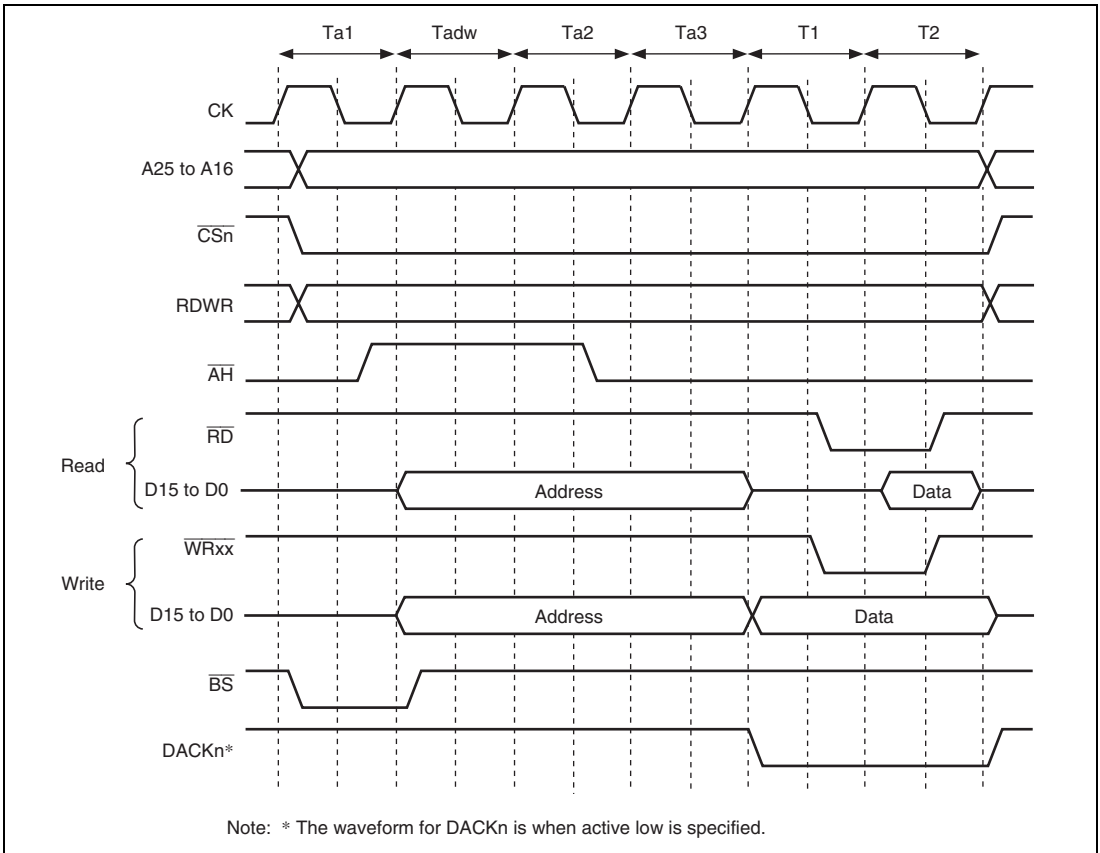 Ta1 Tadw Ta2 Ta3 T1 T2
CK
A25 to A16
CSn
RDWR
AH
RD
Read
D15 to D0 Address Data
WRxx
Write
D15 to D0 Address Data
BS
DACKn*
Note: * The waveform for DACKn is when active low is specified.